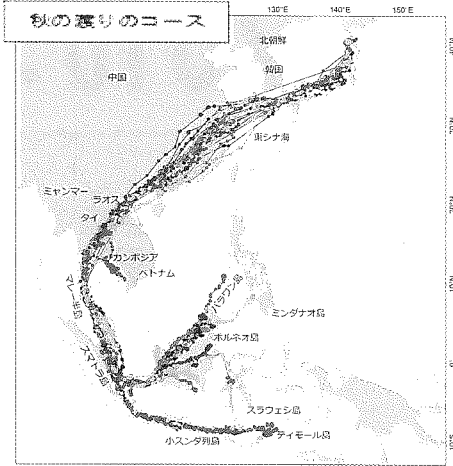 秋の渡りのコース
130°E 140°E 150°E
北朝鮮
韓国
中国
東シナ海
ミャンマー
ラオス
タイ
カンボジア
ベトナム
マレー半島
パラワン島
ミンダナオ島
ボルネオ島
スマトラ島
スラウェシ島
小スンダ列島
ティモール島
10°S